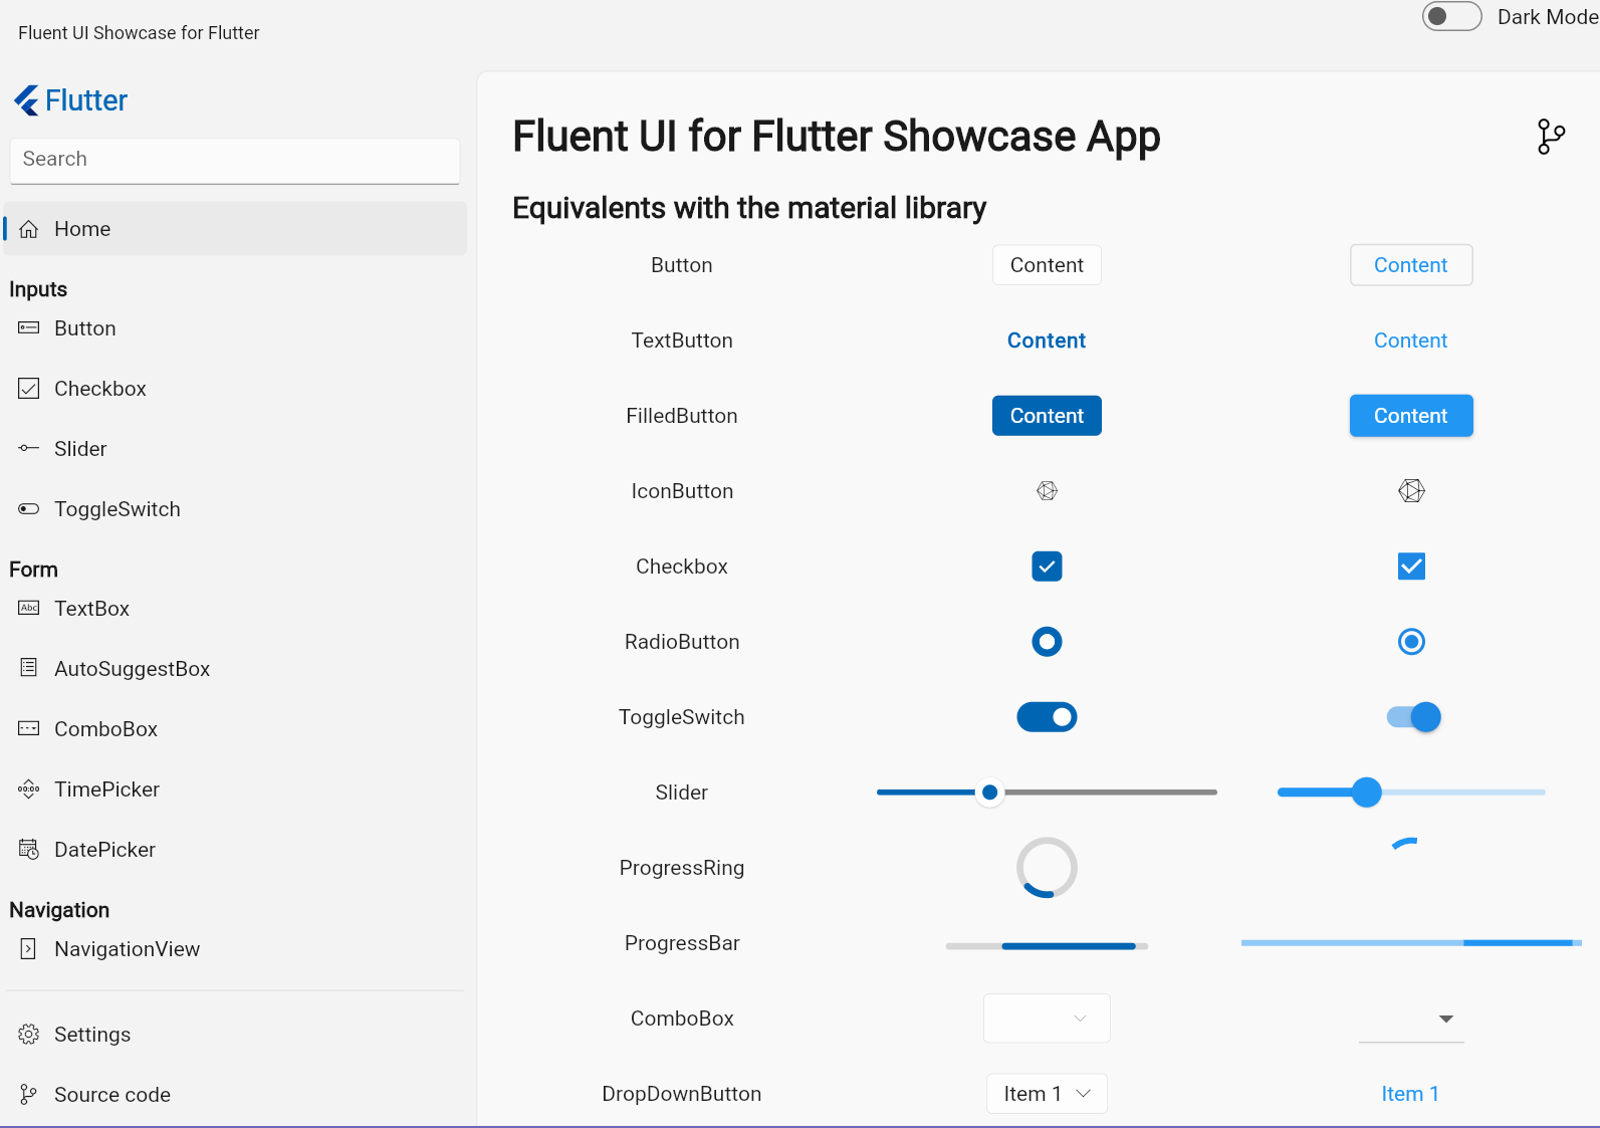 Fluent UI Showcase for Flutter
Dark Mode
Flutter
Search
Home
Inputs
Button
Checkbox
Slider
ToggleSwitch
Form
Abc TextBox
AutoSuggestBox
ComboBox
TimePicker
DatePicker
Navigation
NavigationView
Settings
Source code
Fluent UI for Flutter Showcase App
Equivalents with the material library
Button Content Content
TextButton Content Content
FilledButton Content Content
IconButton
Checkbox
RadioButton
ToggleSwitch
Slider
ProgressRing
ProgressBar
ComboBox
DropDownButton Item 1 Item 1